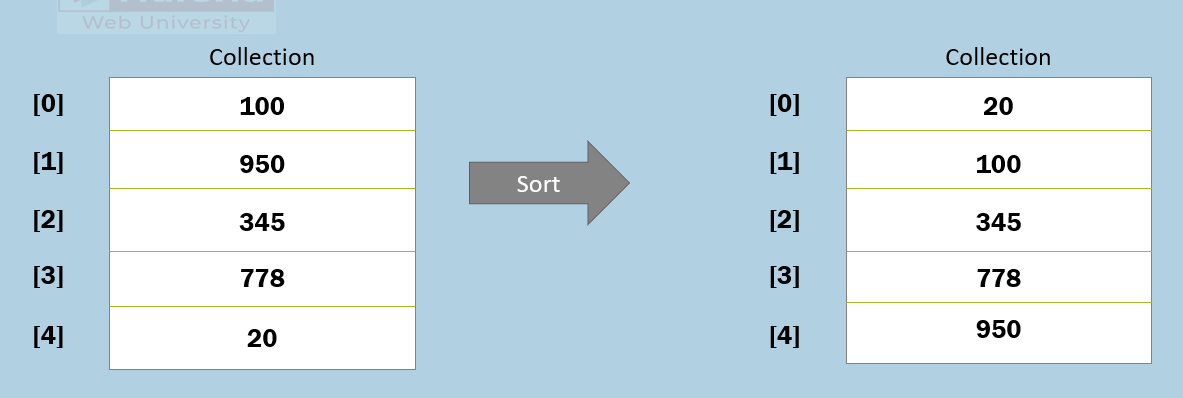 Web University
Collection
[0] 100
[1] 950
[2] 345
[3] 778
[4] 20
Sort
Collection
[0] 20
[1] 100
[2] 345
[3] 778
[4] 950